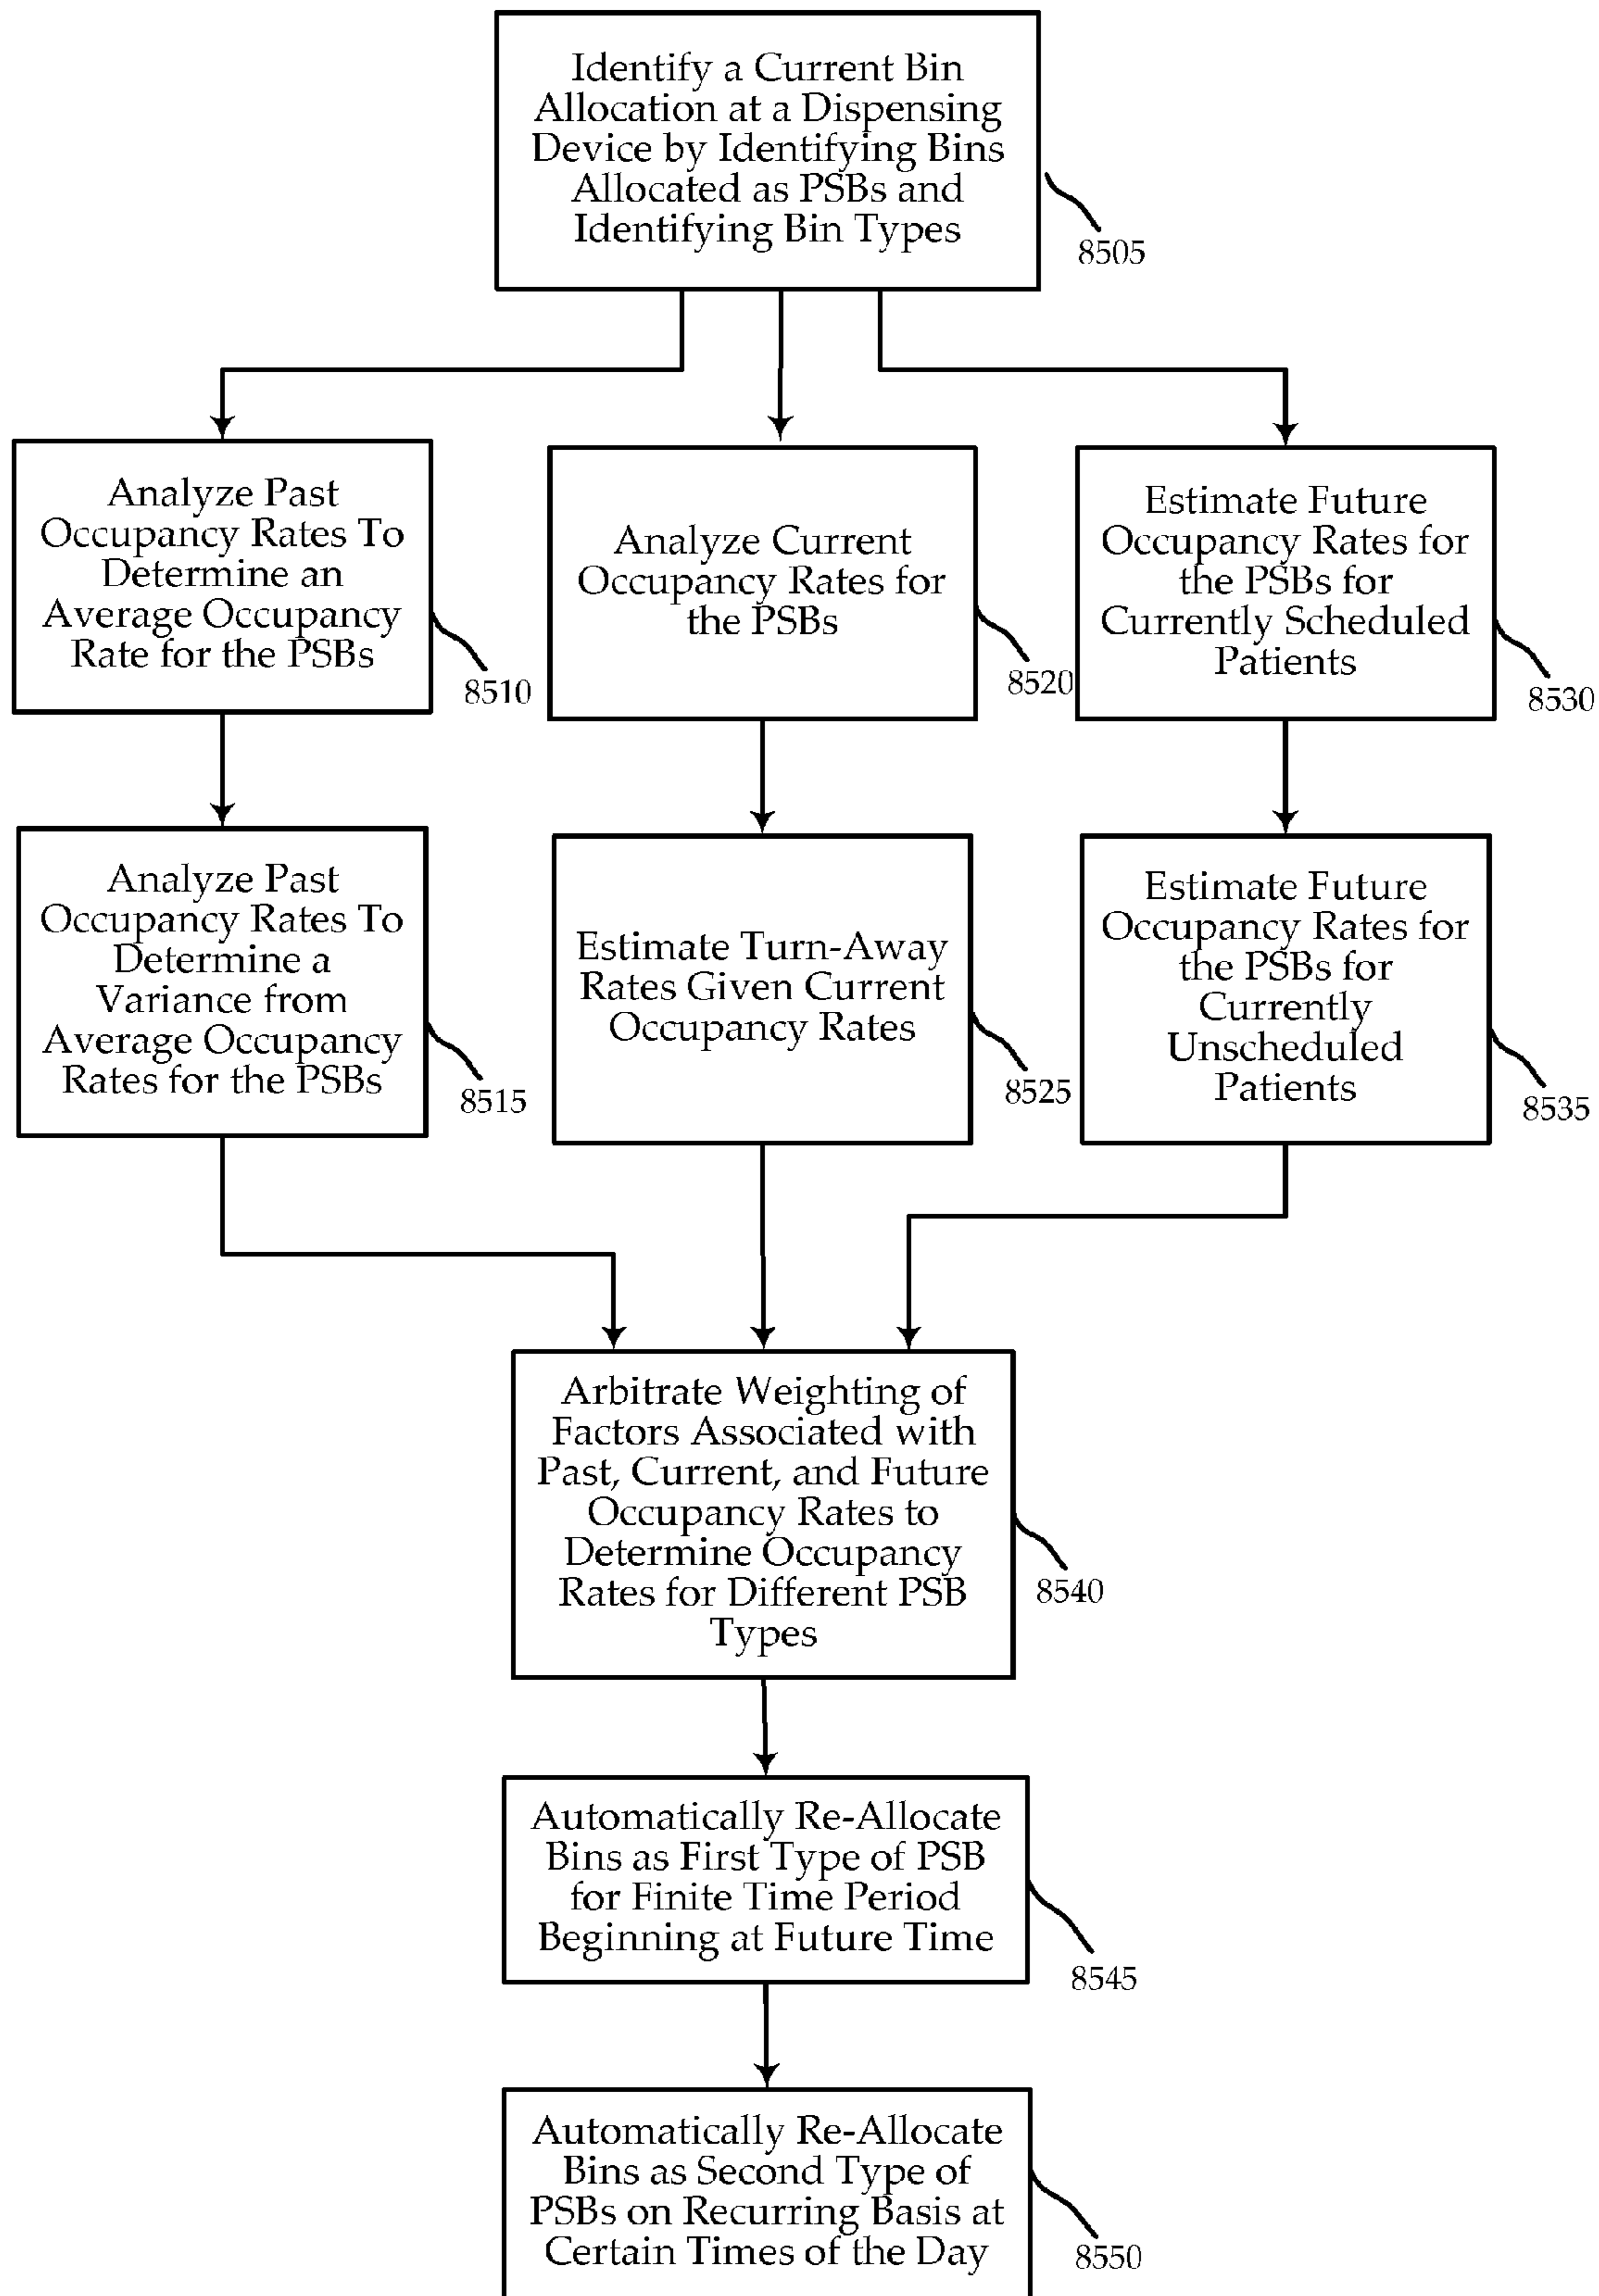 Identify a Current Bin
Allocation at a Dispensing
Device by Identifying Bins
Allocated as PSBs and
Identifying Bin Types
8505
Analyze Past
Occupancy Rates To
Determine an
Average Occupancy
Rate for the PSBs
8510
Analyze Current
Occupancy Rates for
the PSBs
8520
Estimate Future
Occupancy Rates for
the PSBs for
Currently Scheduled
Patients
8530
Analyze Past
Occupancy Rates To
Determine a
Variance from
Average Occupancy
Rates for the PSBs
8515
Estimate Turn-Away
Rates Given Current
Occupancy Rates
8525
Estimate Future
Occupancy Rates for
the PSBs for
Currently
Unscheduled
Patients
8535
Arbitrate Weighting of
Factors Associated with
Past, Current, and Future
Occupancy Rates to
Determine Occupancy
Rates for Different PSB
Types
8540
Automatically Re-Allocate
Bins as First Type of PSB
for Finite Time Period
Beginning at Future Time
8545
Automatically Re-Allocate
Bins as Second Type of
PSBs on Recurring Basis at
Certain Times of the Day
8550